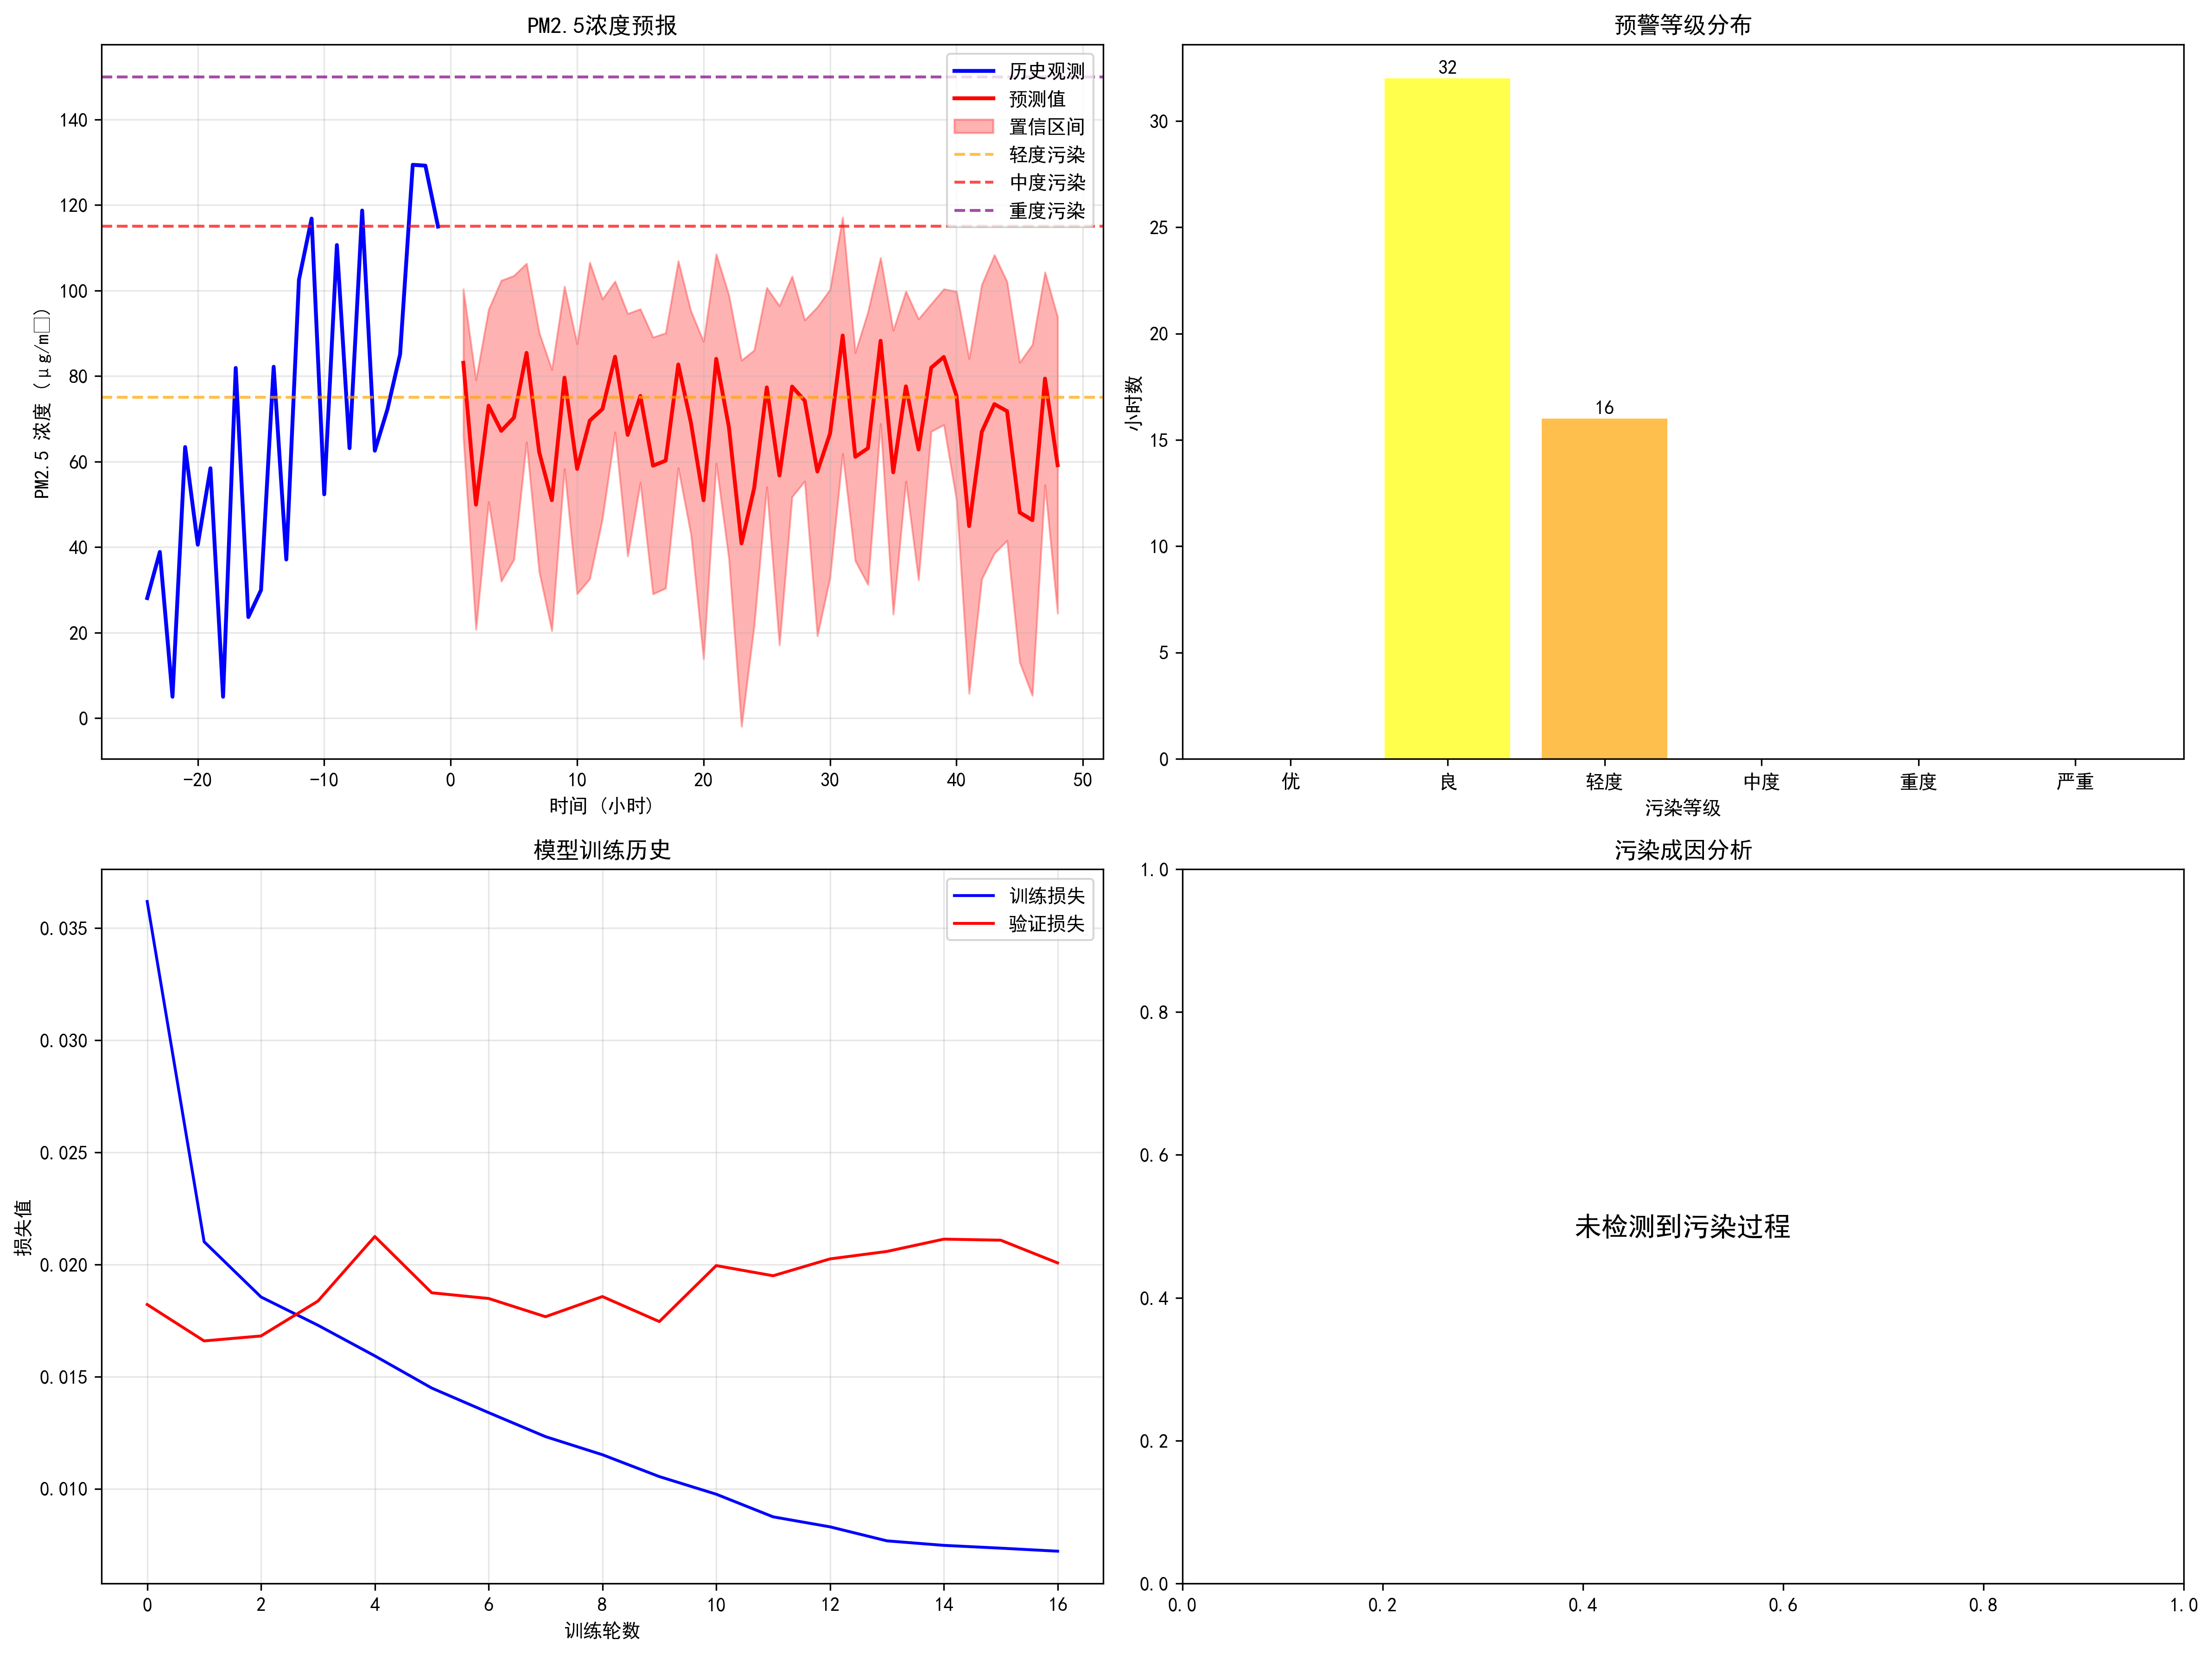 PM2.5浓度预报
PM2.5 浓度 (μg/m□)
140
120
100
80
60
40
20
0
−20
−10
0
10
20
30
40
50
时间 (小时)
历史观测
预测值
置信区间
轻度污染
中度污染
重度污染
预警等级分布
小时数
30
25
20
15
10
5
0
32
16
优
良
轻度
中度
重度
严重
污染等级
模型训练历史
损失值
0.035
0.030
0.025
0.020
0.015
0.010
0
2
4
6
8
10
12
14
16
训练轮数
训练损失
验证损失
污染成因分析
1.0
0.8
0.6
0.4
0.2
0.0
未检测到污染过程
0.0
0.2
0.4
0.6
0.8
1.0